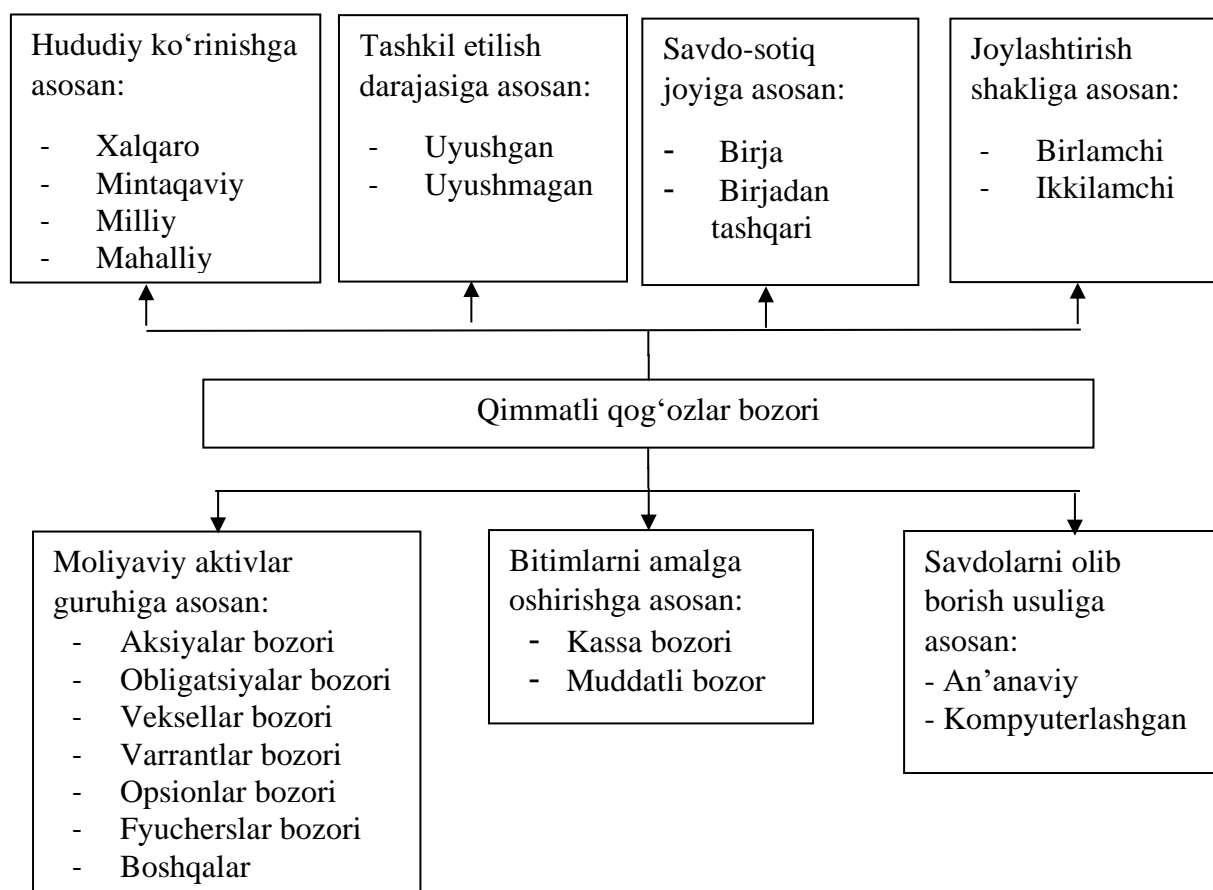 Hududiy ko‘rinishga
asosan:
- Xalqaro
- Mintaqaviy
- Milliy
- Mahalliy
Tashkil etilish
darajasiga asosan:
- Uyushgan
- Uyushmagan
Savdo-sotiq
joyiga asosan:
- Birja
- Birjadan
tashqari
Joylashtirish
shakliga asosan:
- Birlamchi
- Ikkilamchi
Qimmatli qog‘ozlar bozori
Moliyaviy aktivlar
guruhiga asosan:
- Aksiyalar bozori
- Obligatsiyalar bozori
- Veksellar bozori
- Varrantlar bozori
- Opsionlar bozori
- Fyucherslar bozori
- Boshqalar
Bitimlarni amalga
oshirishga asosan:
- Kassa bozori
- Muddatli bozor
Savdolarni olib
borish usuliga
asosan:
- An’anaviy
- Kompyuterlashgan